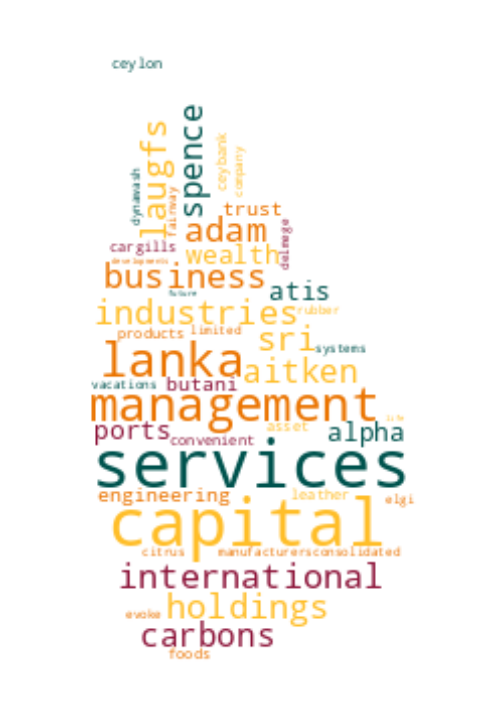 ceylon
laugfs
spence
ceybank
company
dynawash
fairway
trust
adam
delmege
cargills
wealth
developments
business
future
atis
industries
rubber
products
limited
sri
systems
lanka
aitken
vacations
butani
management
life
ports
convenient
asset
alpha
services
engineering
leather
elgi
capital
citrus
manufacturers
consolidated
international
holdings
evoke
carbons
foods